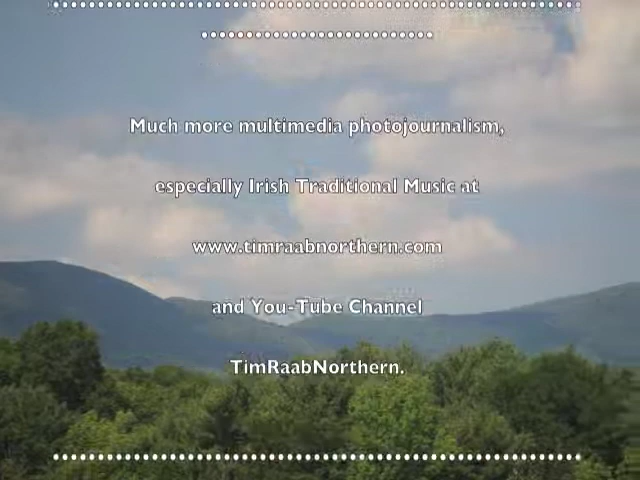 Much more multimedia photojournalism,
especially Irish Traditional Music at
www.timraabnorthern.com
and You-Tube Channel
TimRaabNorthern.